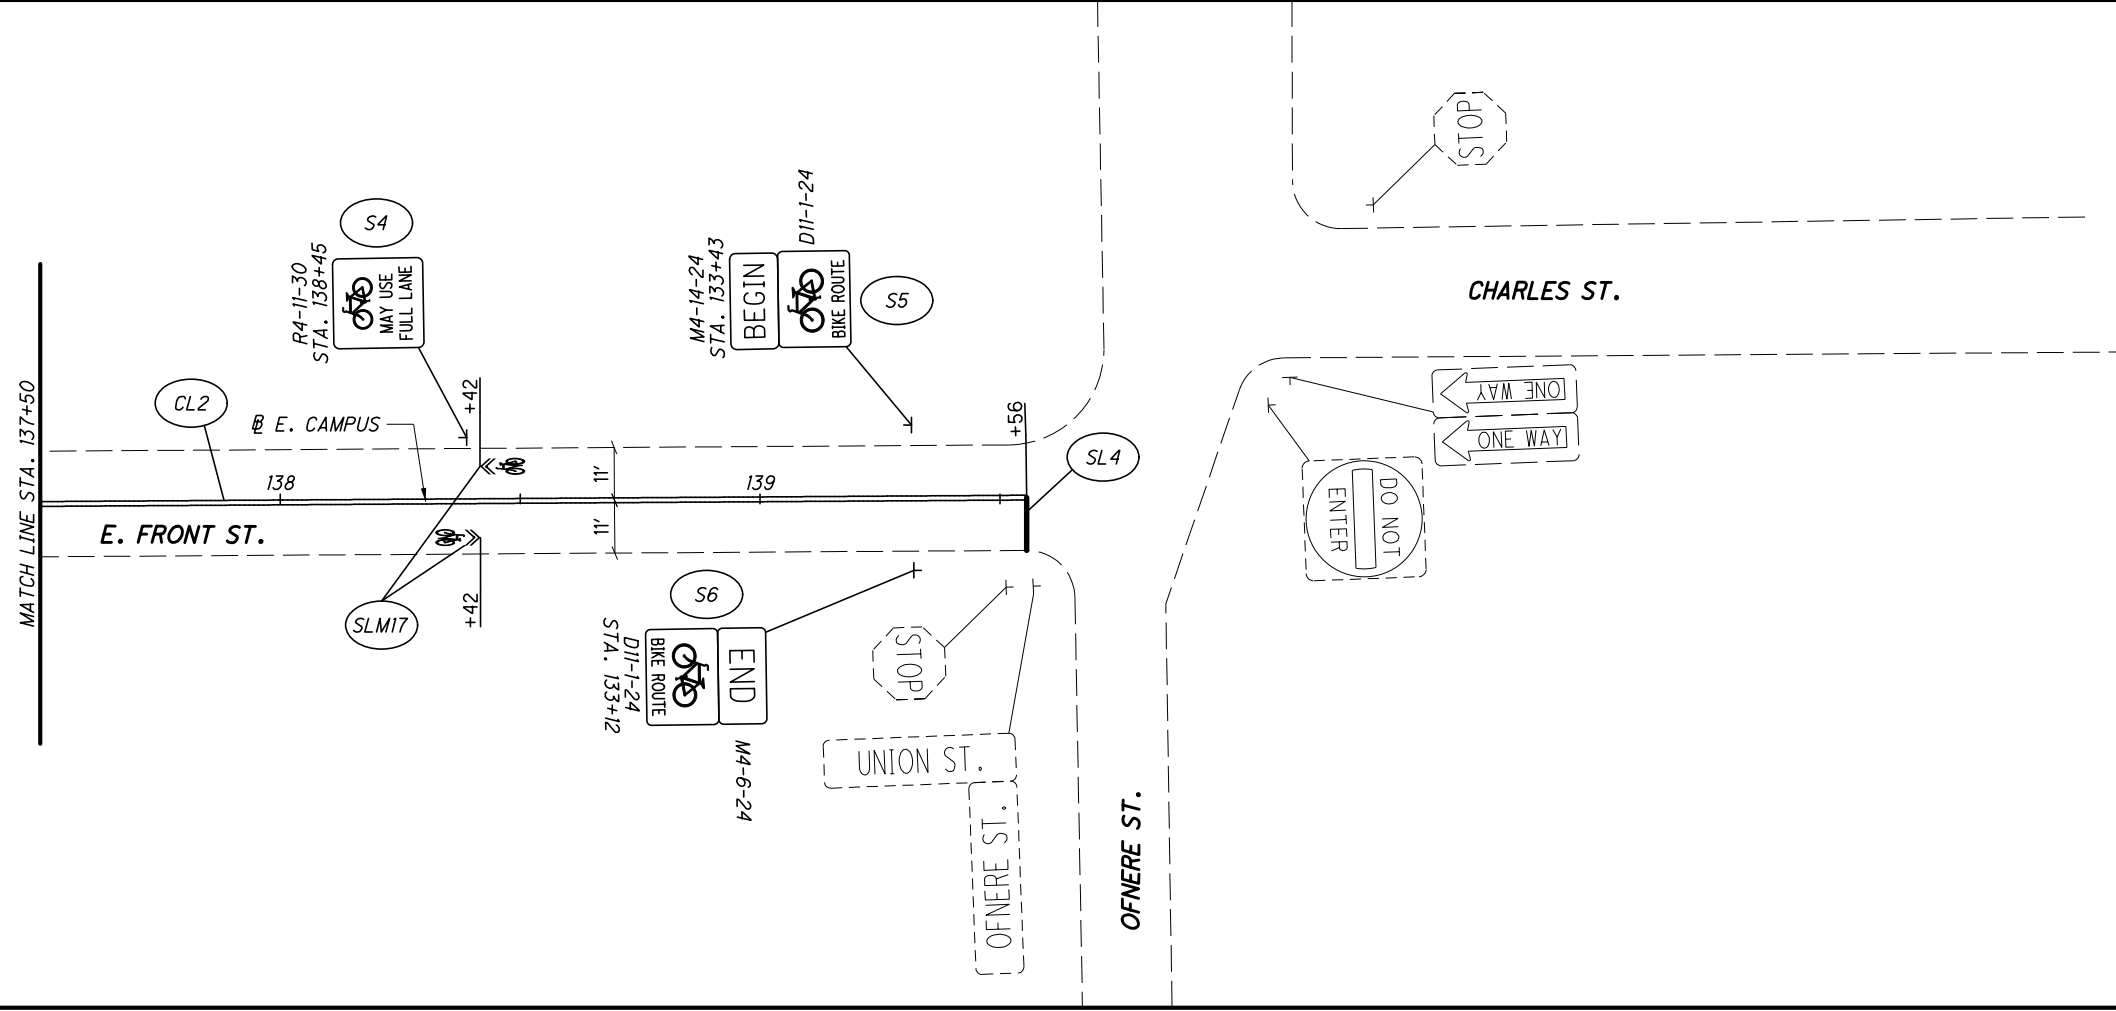 MATCH LINE STA. 137+50
CL2
R4-11-30
STA. 138+45
S4
MAY USE
FULL LANE
℄ E. CAMPUS
+42
138
E. FRONT ST.
SLM17
+42
11'
11'
139
M4-14-24
STA. 133+43
BEGIN
D11-1-24
BIKE ROUTE
S5
+56
SL4
S6
STA. 133+12
D11-1-24
BIKE ROUTE
END
M4-6-24
STOP
UNION ST.
OFNERE ST.
OFNERE ST.
STOP
CHARLES ST.
ONE WAY
ONE WAY
DO NOT
ENTER